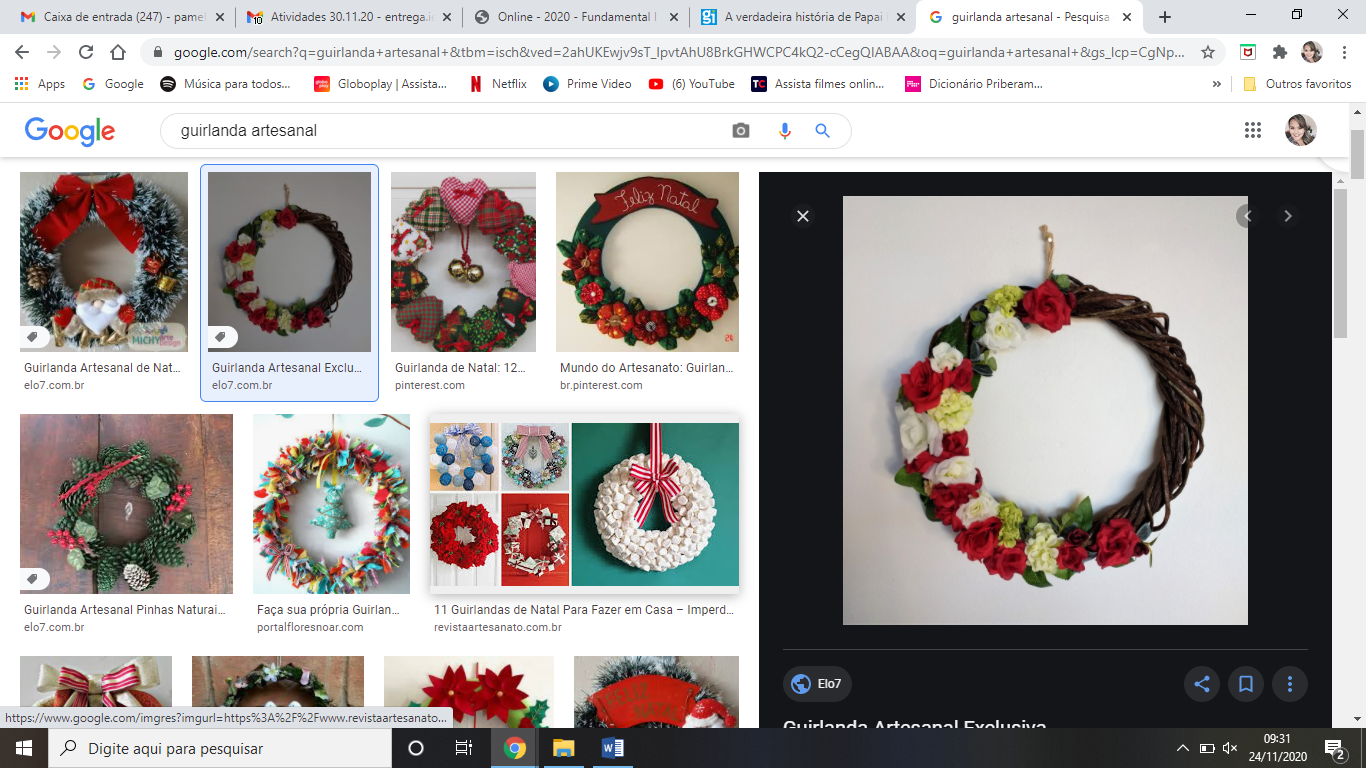 Caixa de entrada (247) - pamel
Atividades 30.11.20 - entrega.i
Online - 2020 - Fundamental I
A verdadeira história de Papai
guirlanda artesanal - Pesquisa
google.com/search?q=guirlanda+artesanal+&tbm=isch&ved=2ahUKEwjv9sT_IpvtAhU8BrkGHWCPC4kQ2-cCegQIABAA&oq=guirlanda+artesanal+&gs_lcp=CgNp...
Apps
Google
Música para todos...
Globoplay | Assista...
Netflix
Prime Video
(6) YouTube
Assista filmes onlin...
Dicionário Priberam...
Outros favoritos
Google
guirlanda artesanal
Feliz Natal
MICHY
Guirlanda Artesanal de Nat...
elo7.com.br
Guirlanda Artesanal Exclu...
elo7.com.br
Guirlanda de Natal: 12...
pinterest.com
Mundo do Artesanato: Guirlan...
br.pinterest.com
Guirlanda Artesanal Pinhas Naturai...
elo7.com.br
Faça sua própria Guirlan...
portalfloresnoar.com
11 Guirlandas de Natal Para Fazer em Casa – Imperd...
revistaartesanato.com.br
FELIZ
Elo7
Guirlanda Artesanal Exclusiva
https://www.google.com/imgres?imgurl=https%3A%2F%2Fwww.revistaartesanato...
Digite aqui para pesquisar
09:31
24/11/2020
2